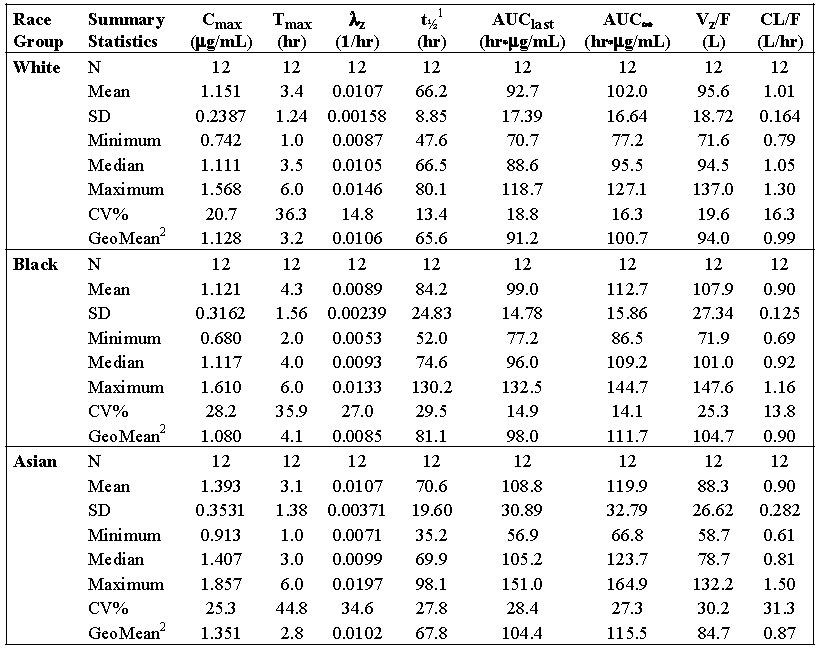 Race Summary Cmax Tmax λz t½1 AUClast AUC∞ Vz/F CL/F
Group Statistics (μg/mL) (hr) (1/hr) (hr) (hr•μg/mL) (hr•μg/mL) (L) (L/hr)
White N 12 12 12 12 12 12 12 12
Mean 1.151 3.4 0.0107 66.2 92.7 102.0 95.6 1.01
SD 0.2387 1.24 0.00158 8.85 17.39 16.64 18.72 0.164
Minimum 0.742 1.0 0.0087 47.6 70.7 77.2 71.6 0.79
Median 1.111 3.5 0.0105 66.5 88.6 95.5 94.5 1.05
Maximum 1.568 6.0 0.0146 80.1 118.7 127.1 137.0 1.30
CV% 20.7 36.3 14.8 13.4 18.8 16.3 19.6 16.3
GeoMean2 1.128 3.2 0.0106 65.6 91.2 100.7 94.0 0.99
Black N 12 12 12 12 12 12 12 12
Mean 1.121 4.3 0.0089 84.2 99.0 112.7 107.9 0.90
SD 0.3162 1.56 0.00239 24.83 14.78 15.86 27.34 0.125
Minimum 0.680 2.0 0.0053 52.0 77.2 86.5 71.9 0.69
Median 1.117 4.0 0.0093 74.6 96.0 109.2 101.0 0.92
Maximum 1.610 6.0 0.0133 130.2 132.5 144.7 147.6 1.16
CV% 28.2 35.9 27.0 29.5 14.9 14.1 25.3 13.8
GeoMean2 1.080 4.1 0.0085 81.1 98.0 111.7 104.7 0.90
Asian N 12 12 12 12 12 12 12 12
Mean 1.393 3.1 0.0107 70.6 108.8 119.9 88.3 0.90
SD 0.3531 1.38 0.00371 19.60 30.89 32.79 26.62 0.282
Minimum 0.913 1.0 0.0071 35.2 56.9 66.8 58.7 0.61
Median 1.407 3.0 0.0099 69.9 105.2 123.7 78.7 0.81
Maximum 1.857 6.0 0.0197 98.1 151.0 164.9 132.2 1.50
CV% 25.3 44.8 34.6 27.8 28.4 27.3 30.2 31.3
GeoMean2 1.351 2.8 0.0102 67.8 104.4 115.5 84.7 0.87